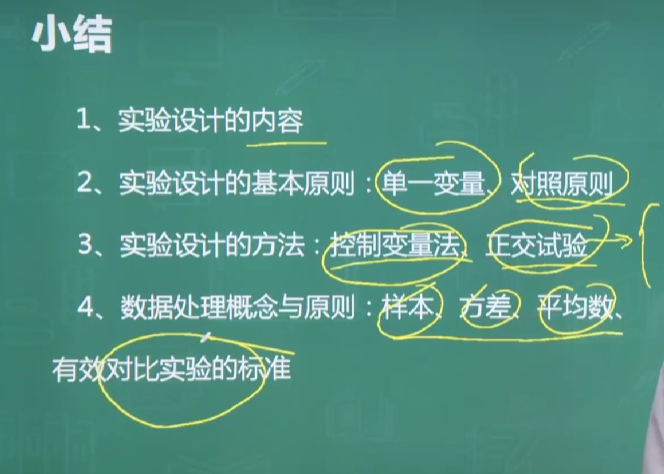 小结
1、实验设计的内容
2、实验设计的基本原则：单一变量、对照原则
3、实验设计的方法：控制变量法、正交试验
4、数据处理概念与原则：样本、方差、平均数、
有效对比实验的标准